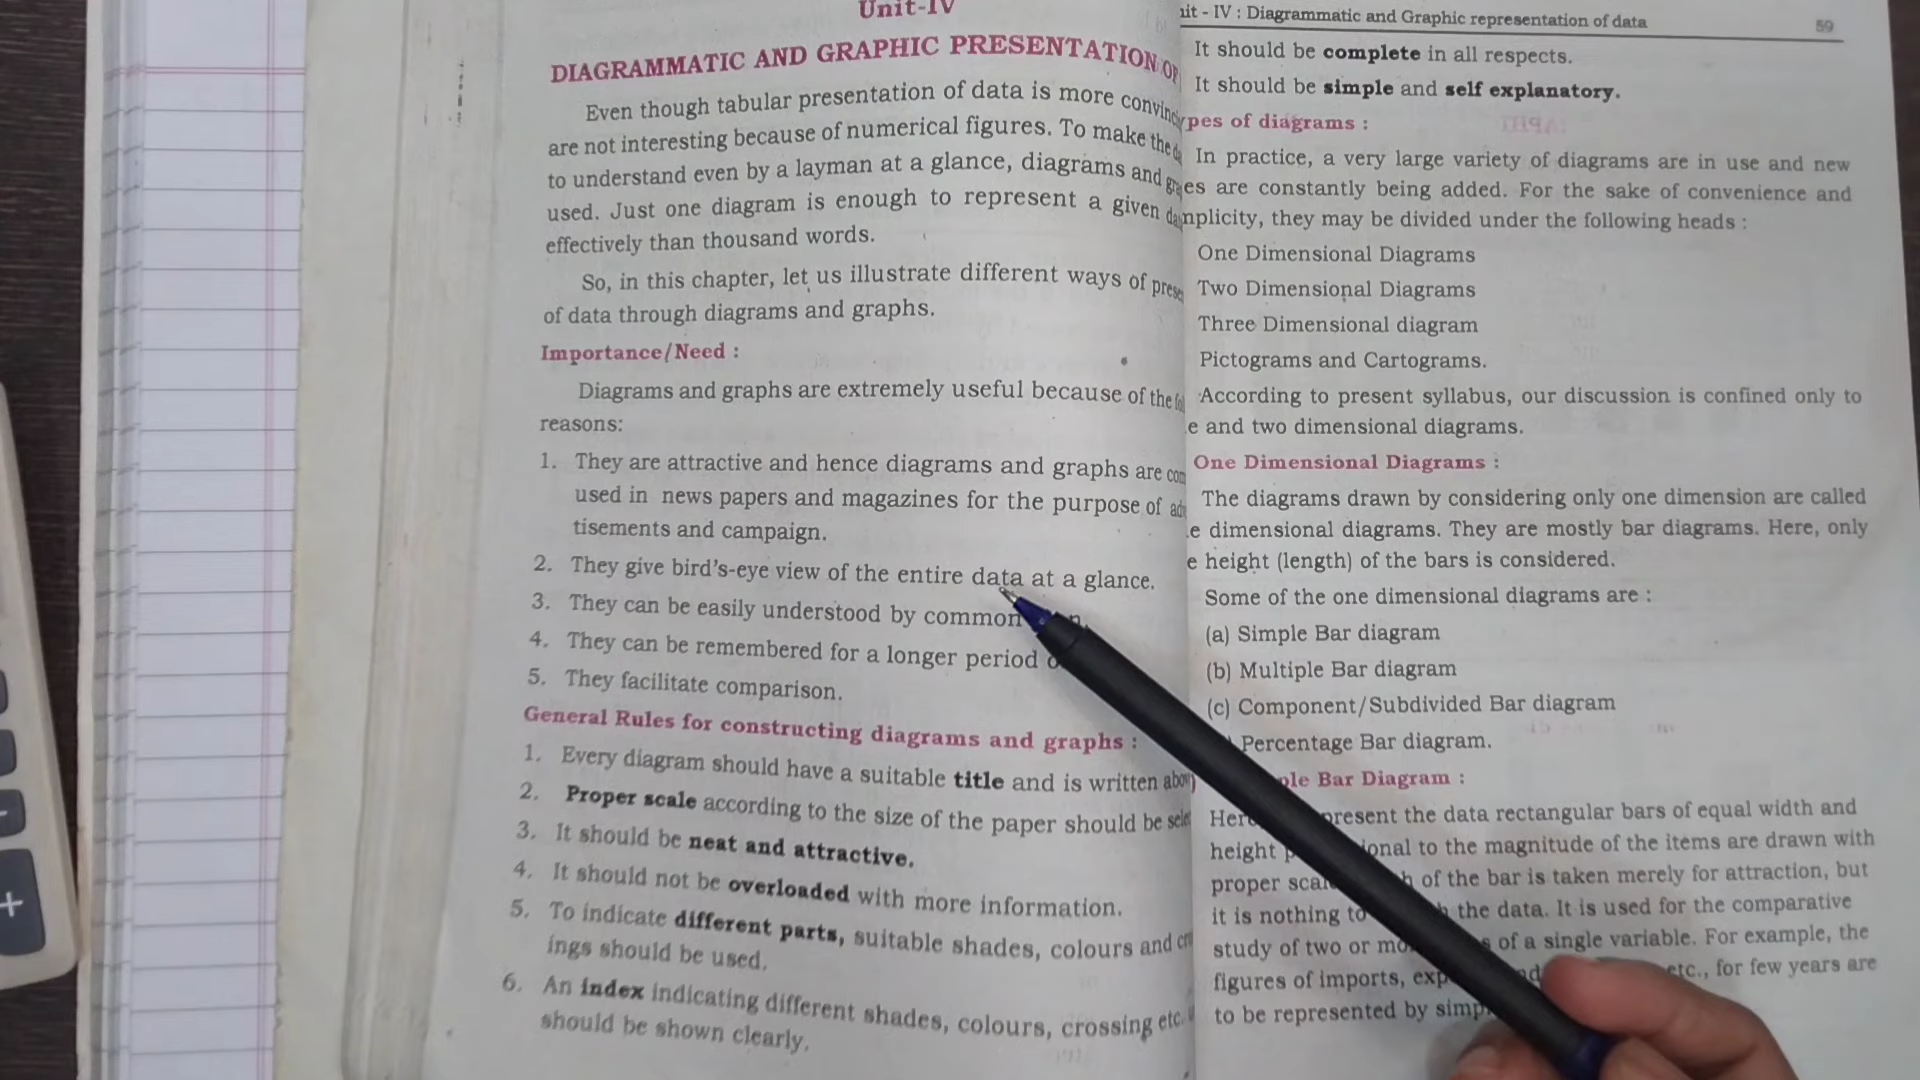 Unit-IV
DIAGRAMMATIC AND GRAPHIC PRESENTATION OF
Even though tabular presentation of data is more
are not interesting because of numerical figures. To make the
to understand even by a layman at a glance, diagrams and
used. Just one diagram is enough to represent a given
effectively than thousand words.
So, in this chapter, let us illustrate different ways of
of data through diagrams and graphs.
Importance/Need :
Diagrams and graphs are extremely useful because of the
reasons:
1. They are attractive and hence diagrams and graphs are
used in news papers and magazines for the purpose of
tisements and campaign.
2. They give bird's-eye view of the entire data at a glance.
3. They can be easily understood by common
4. They can be remembered for a longer period
5. They facilitate comparison.
General Rules for constructing diagrams and graphs :
1. Every diagram should have a suitable title and is written
2. Proper scale according to the size of the paper should be
3. It should be neat and attractive.
4. It should not be overloaded with more information.
5. To indicate different parts, suitable shades, colours and
ings should be used.
6. An index indicating different shades, colours, crossing etc.
should be shown clearly.
it - IV : Diagrammatic and Graphic representation of data 59
It should be complete in all respects.
It should be simple and self explanatory.
pes of diagrams :
In practice, a very large variety of diagrams are in use and new
es are constantly being added. For the sake of convenience and
mplicity, they may be divided under the following heads :
One Dimensional Diagrams
Two Dimensional Diagrams
Three Dimensional diagram
Pictograms and Cartograms.
According to present syllabus, our discussion is confined only to
e and two dimensional diagrams.
One Dimensional Diagrams :
The diagrams drawn by considering only one dimension are called
e dimensional diagrams. They are mostly bar diagrams. Here, only
e height (length) of the bars is considered.
Some of the one dimensional diagrams are :
(a) Simple Bar diagram
(b) Multiple Bar diagram
(c) Component/Subdivided Bar diagram
Percentage Bar diagram.
ple Bar Diagram :
present the data rectangular bars of equal width and
height ional to the magnitude of the items are drawn with
proper of the bar is taken merely for attraction, but
it is nothing the data. It is used for the comparative
study of two or of a single variable. For example, the
figures of imports, etc., for few years are
to be represented by
+